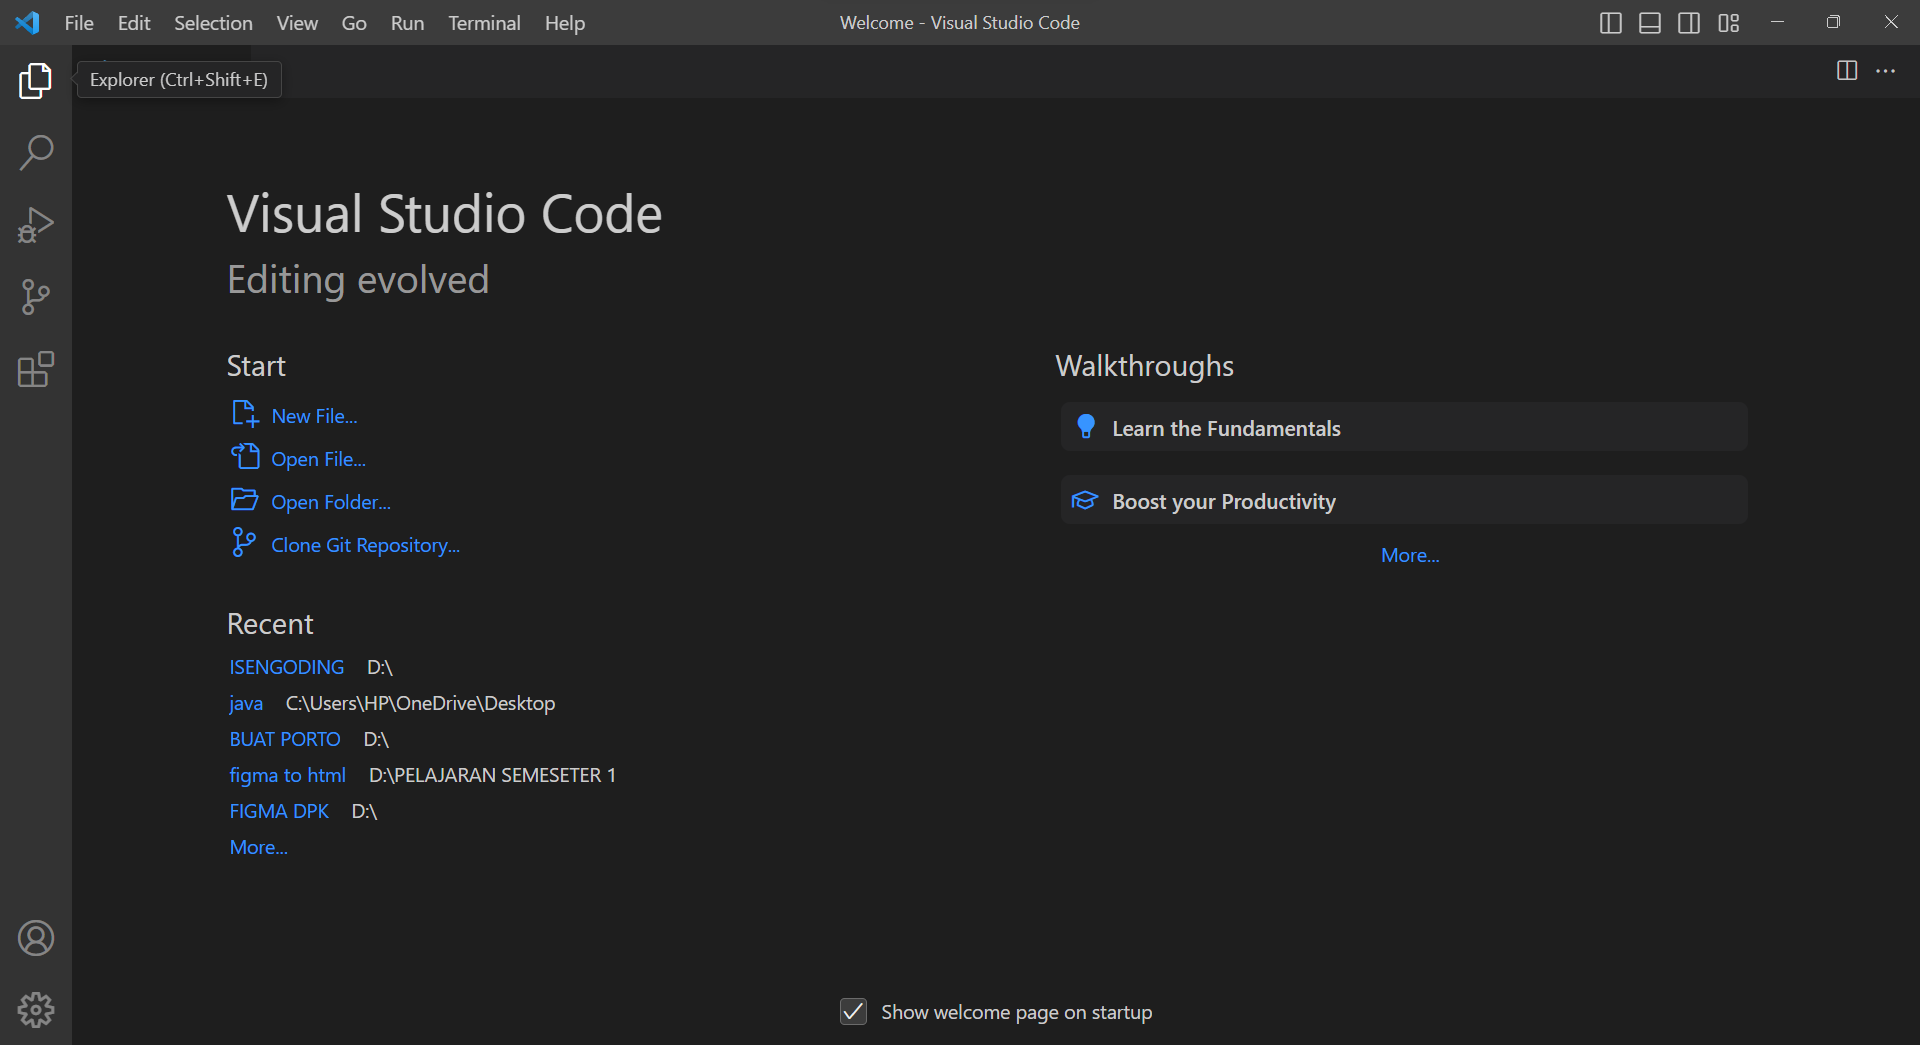 File Edit Selection View Go Run Terminal Help
Welcome - Visual Studio Code
Explorer (Ctrl+Shift+E)
Visual Studio Code
Editing evolved
Start
New File...
Open File...
Open Folder...
Clone Git Repository...
Recent
ISENGODING D:\
java C:\Users\HP\OneDrive\Desktop
BUAT PORTO D:\
figma to html D:\PELAJARAN SEMESETER 1
FIGMA DPK D:\
More...
Walkthroughs
Learn the Fundamentals
Boost your Productivity
More...
Show welcome page on startup